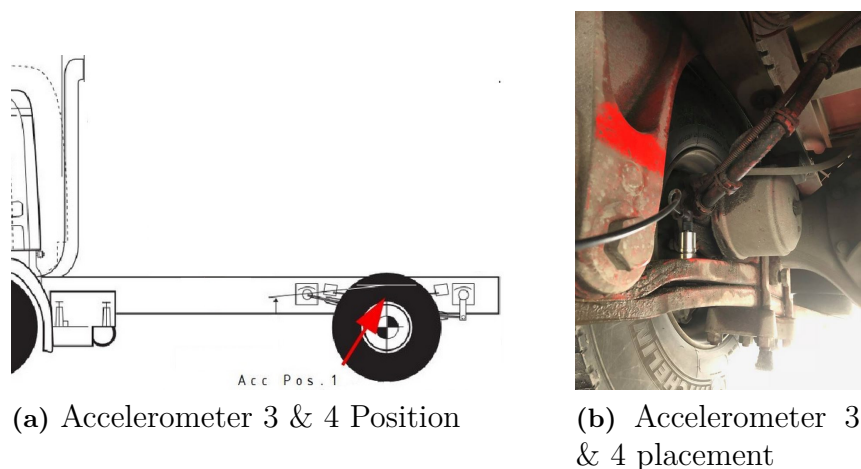 Acc Pos.1
(a) Accelerometer 3 & 4 Position
(b) Accelerometer 3
& 4 placement